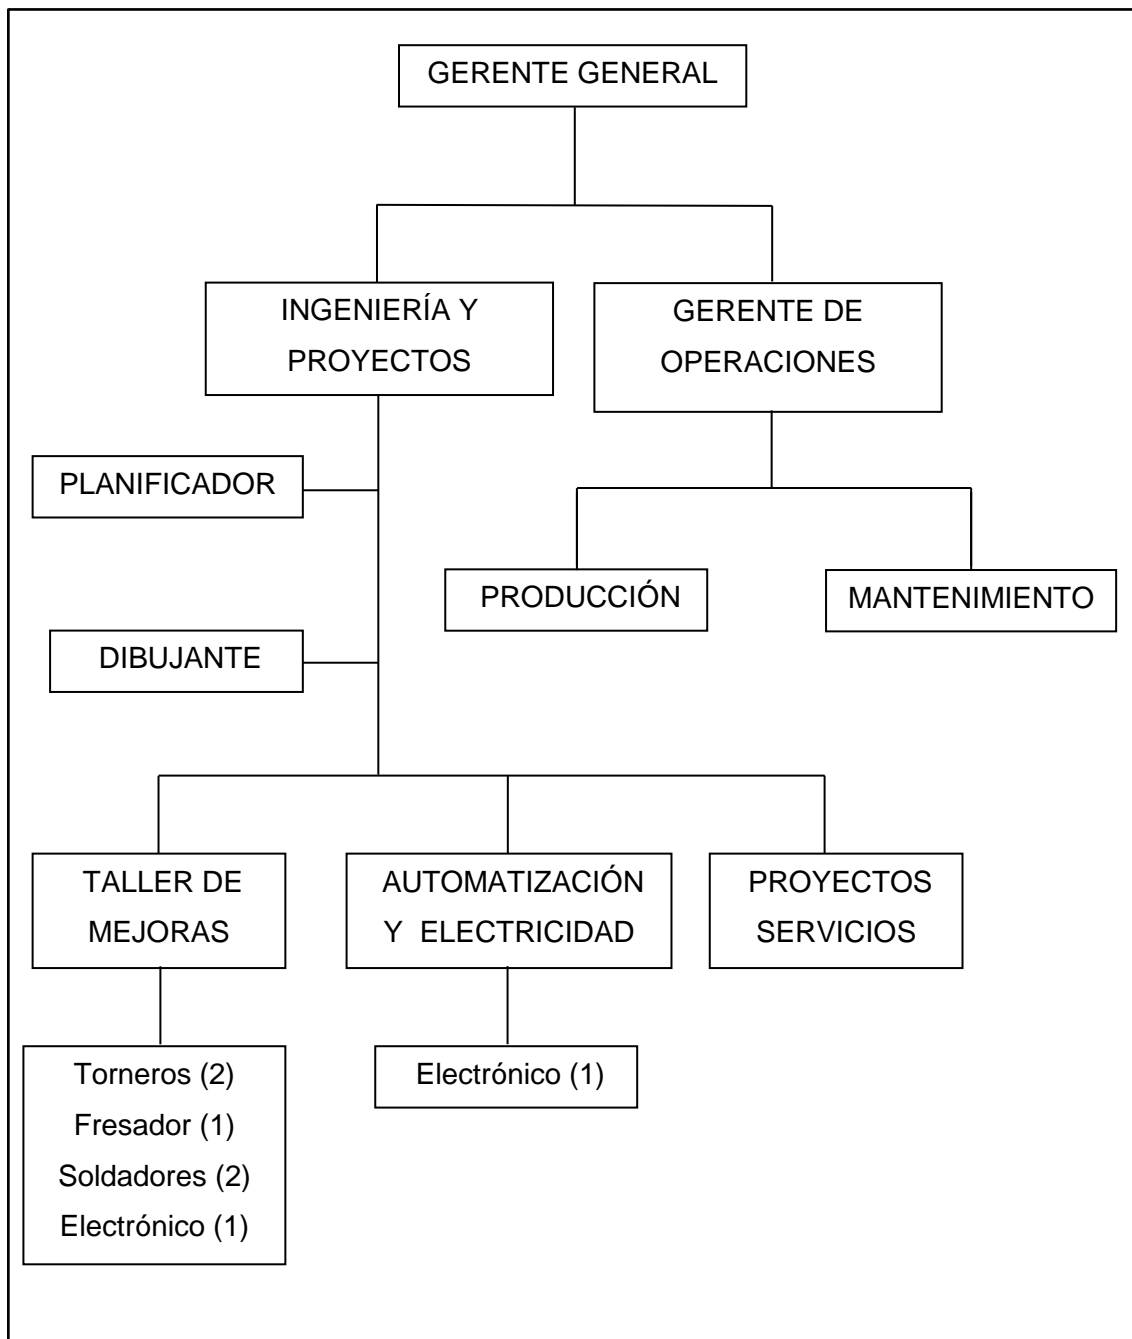 GERENTE GENERAL
INGENIERÍA Y
PROYECTOS
GERENTE DE
OPERACIONES
PLANIFICADOR
PRODUCCIÓN
MANTENIMIENTO
DIBUJANTE
TALLER DE
MEJORAS
AUTOMATIZACIÓN
Y ELECTRICIDAD
PROYECTOS
SERVICIOS
Torneros (2)
Fresador (1)
Soldadores (2)
Electrónico (1)
Electrónico (1)